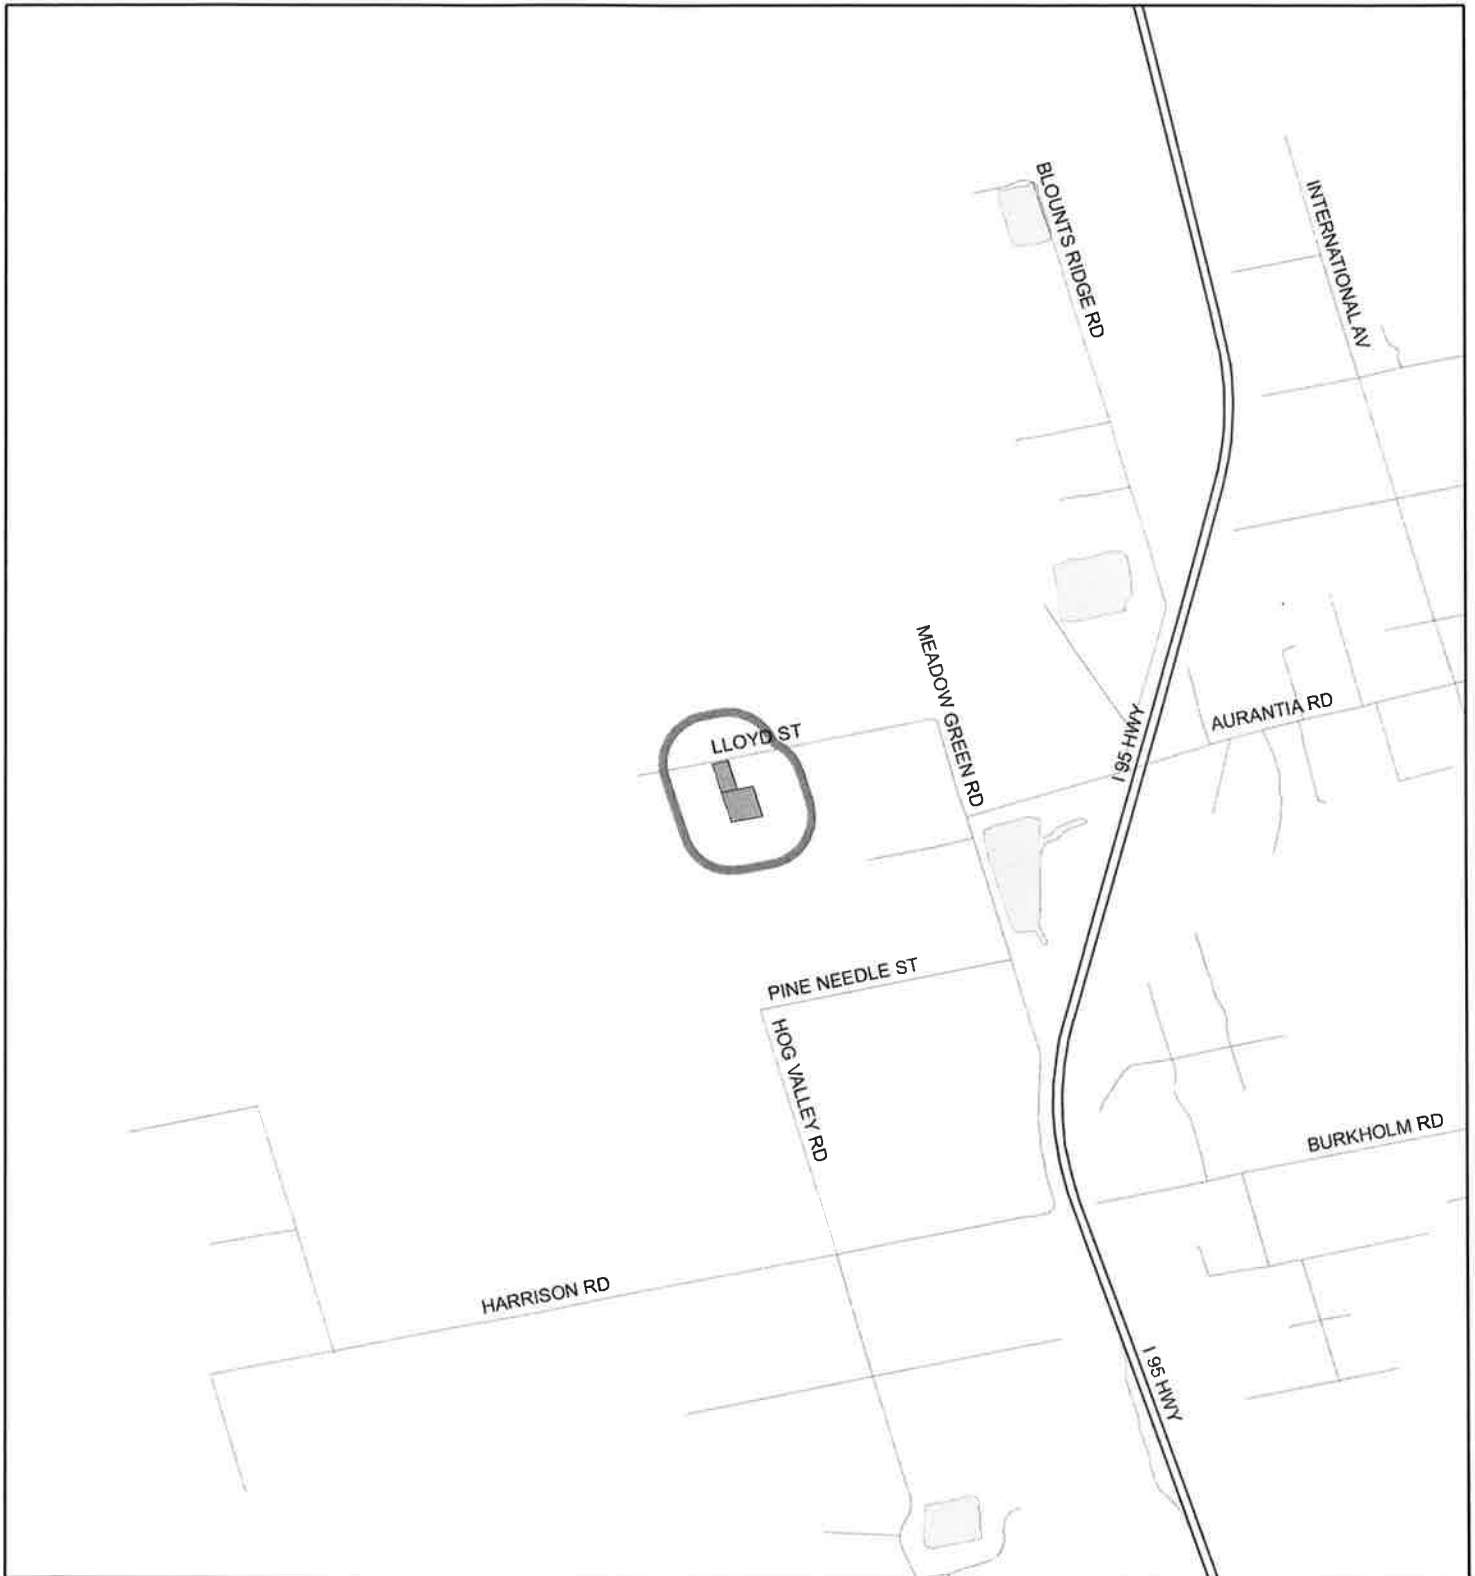 BLOUNTS RIDGE RD
INTERNATIONAL AV
MEADOW GREEN RD
I 95 HWY
AURANTIA RD
LLOYD ST
PINE NEEDLE ST
HOG VALLEY RD
BURKHOLM RD
HARRISON RD
I 95 HWY